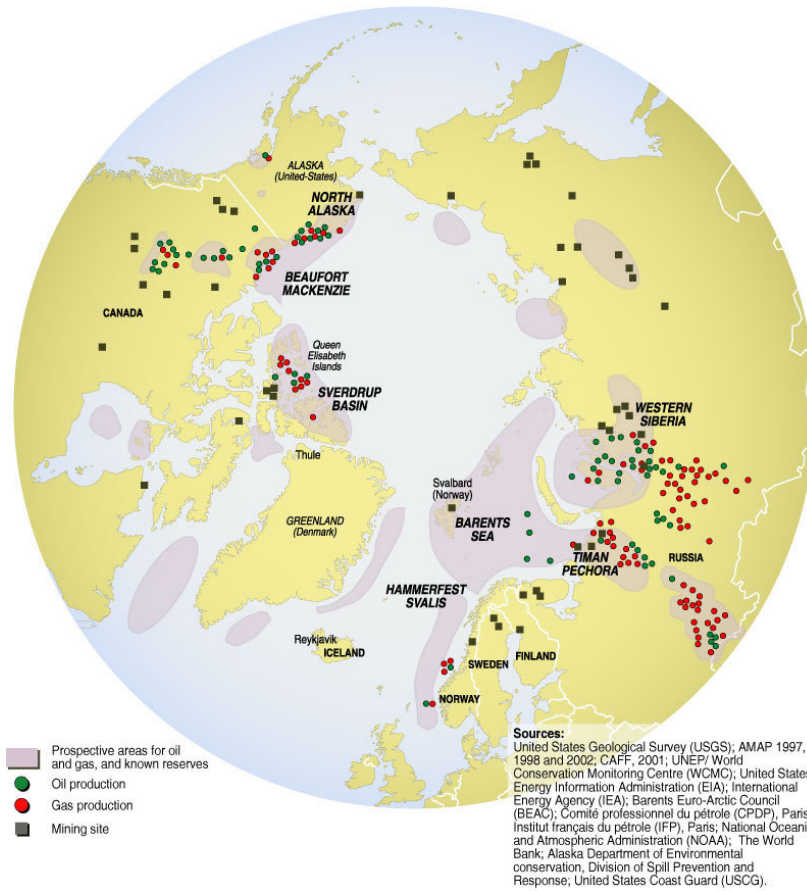 ALASKA
(United-States)
NORTH
ALASKA
BEAUFORT
MACKENZIE
CANADA
Queen
Elisabeth
Islands
SVERDRUP
BASIN
WESTERN
SIBERIA
Thule
Svalbard
(Norway)
BARENTS
SEA
GREENLAND
(Denmark)
TIMAN
PECHORA
RUSSIA
HAMMERFEST
SVALIS
Reykjavik
ICELAND
FINLAND
SWEDEN
NORWAY
Prospective areas for oil
and gas, and known reserves
Oil production
Gas production
Mining site
Sources:
United States Geological Survey (USGS); AMAP 1997,
1998 and 2002; CAFF, 2001; UNEP/ World
Conservation Monitoring Centre (WCMC); United States
Energy Information Administration (EIA); International
Energy Agency (IEA); Barents Euro-Arctic Council
(BEAC); Comité professionnel du pétrole (CPDP), Paris
Institut français du pétrole (IFP), Paris; National Oceani
and Atmospheric Administration (NOAA); The World
Bank; Alaska Department of Environmental
conservation, Division of Spill Prevention and
Response; United States Coast Guard (USCG).